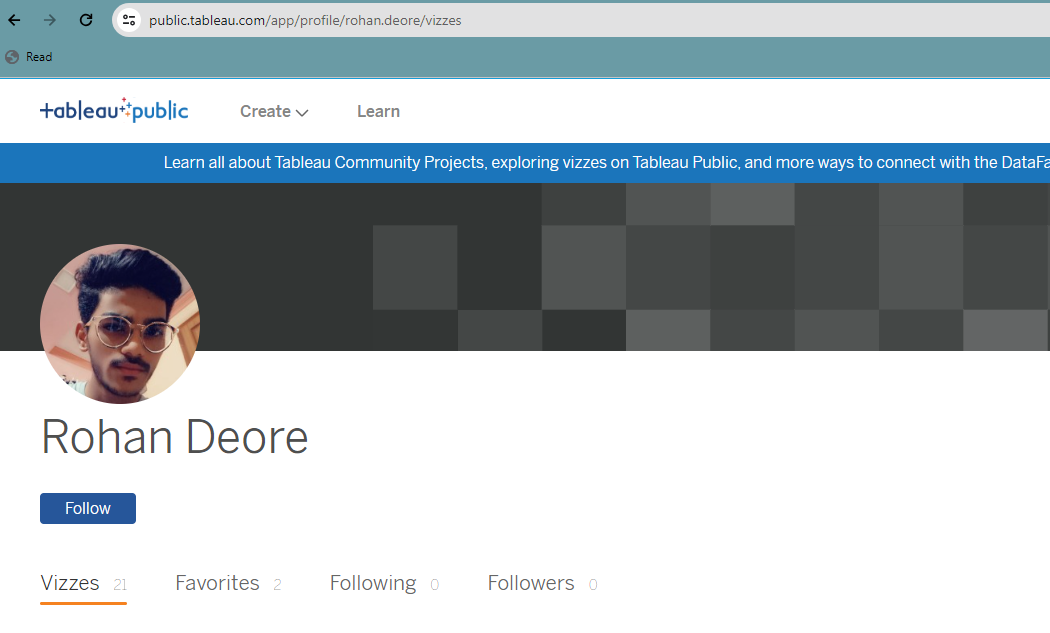 public.tableau.com/app/profile/rohan.deore/vizzes
Read
+ableau public
Create Learn
Learn all about Tableau Community Projects, exploring vizzes on Tableau Public, and more ways to connect with the DataFa
Rohan Deore
Follow
Vizzes 21 Favorites 2 Following 0 Followers 0